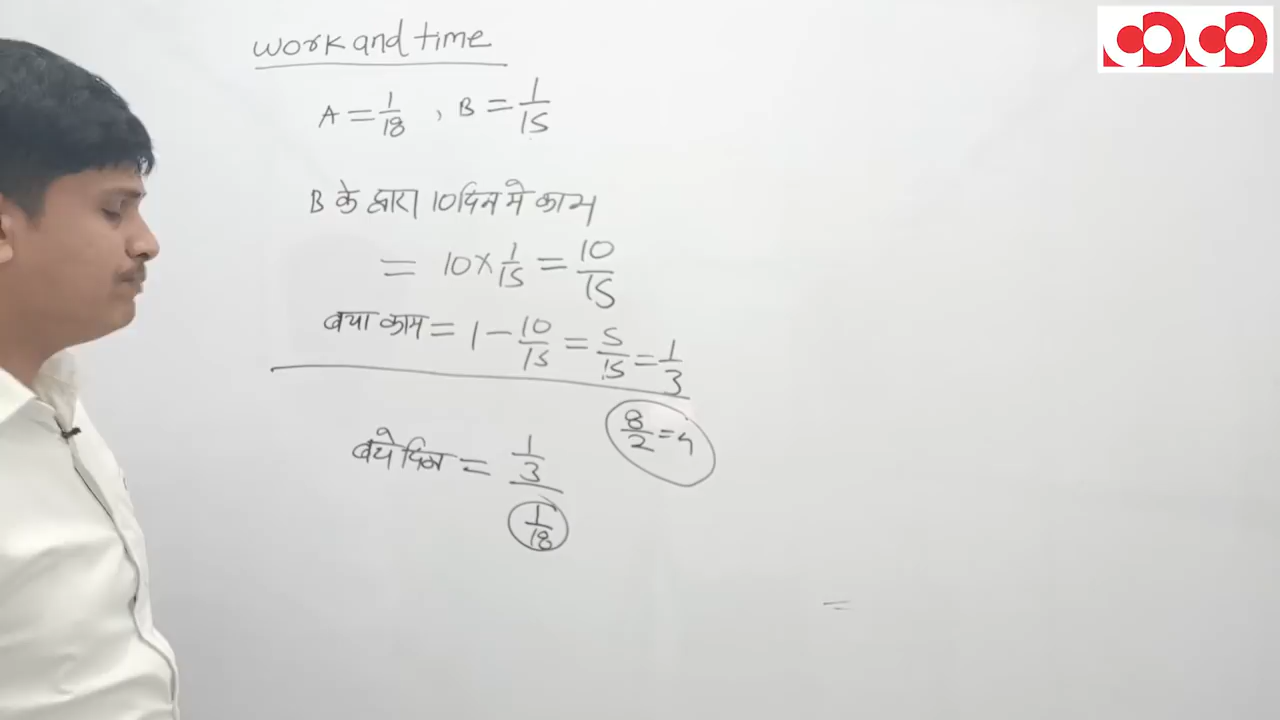 work and time
A = 1/18 , B = 1/15
B के द्वारा 10 दिन मे काय
= 10 × 1/15 = 10/15
बचा काम = 1 - 10/15 = 5/15 = 1/3
8/2 = 4
बचे दिन = 1/3 / 1/18
=